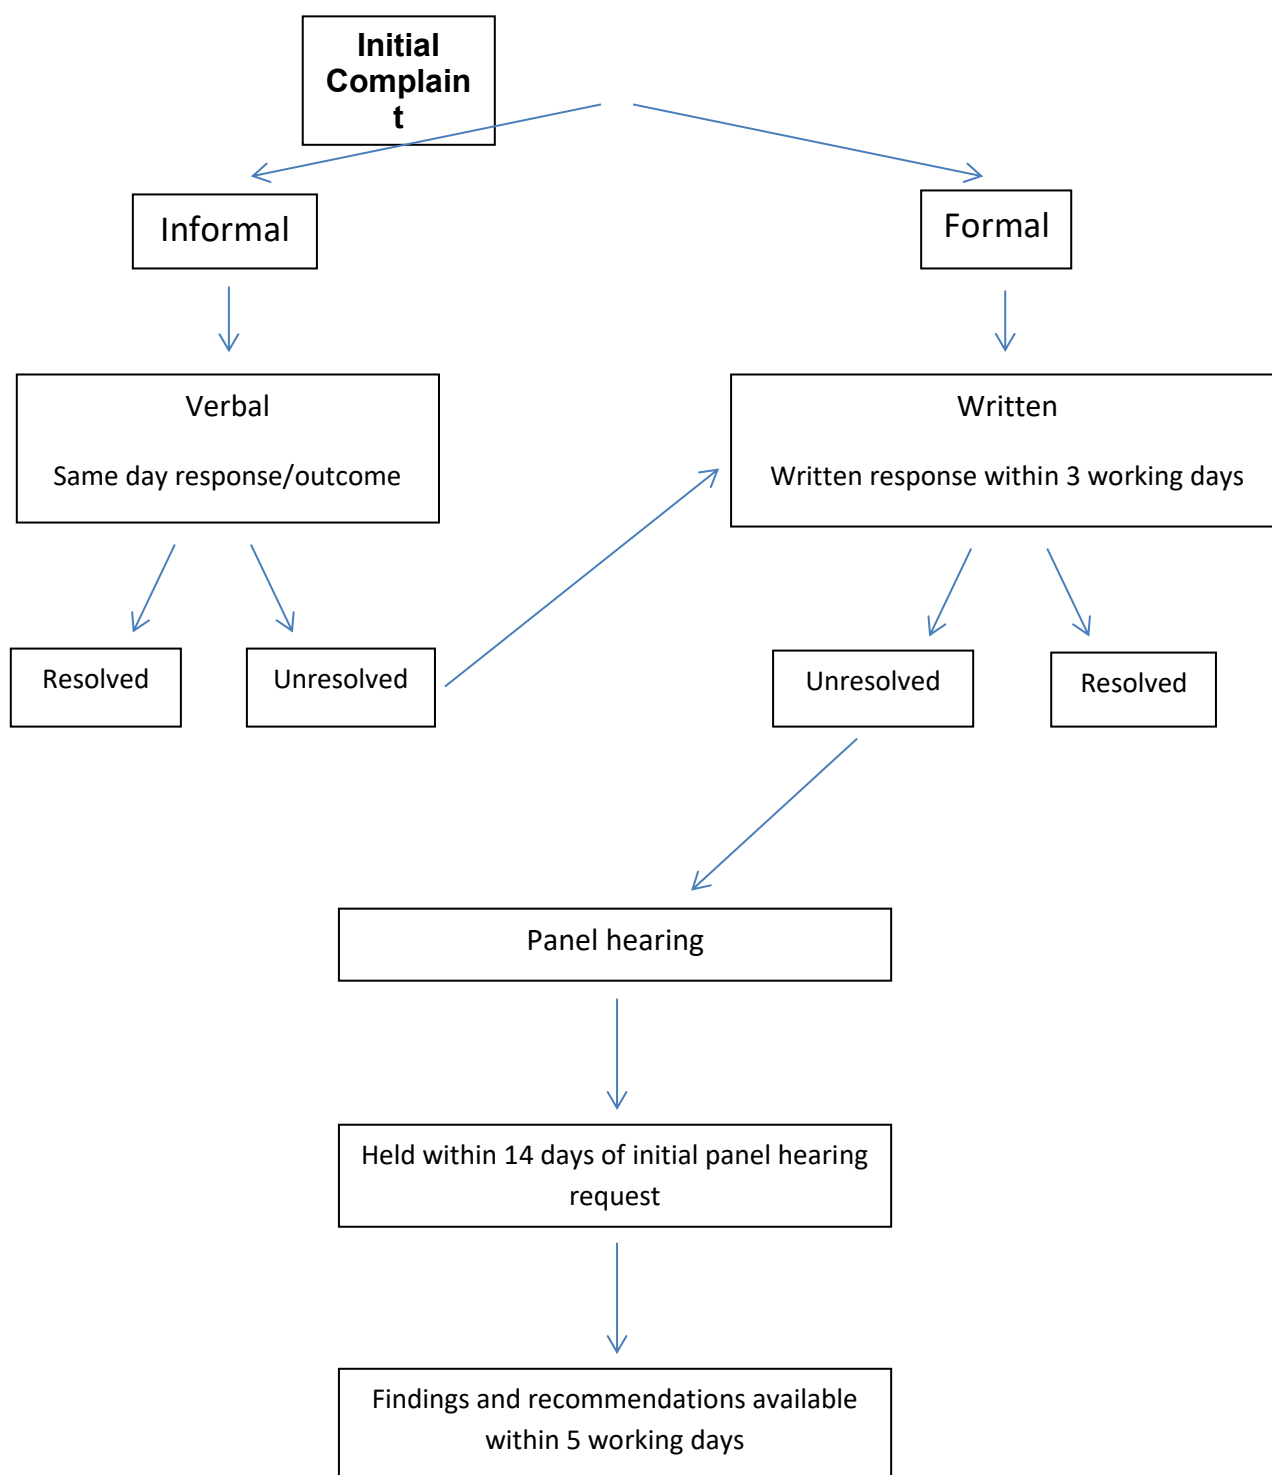 Initial
Complain
t
Informal
Formal
Verbal
Same day response/outcome
Written
Written response within 3 working days
Resolved
Unresolved
Unresolved
Resolved
Panel hearing
Held within 14 days of initial panel hearing
request
Findings and recommendations available
within 5 working days